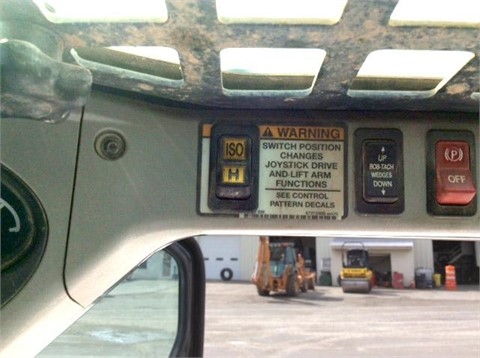 ISO
H
WARNING
SWITCH POSITION
CHANGES
JOYSTICK DRIVE
AND LIFT ARM
FUNCTIONS
SEE CONTROL
PATTERN DECALS
UP
BOB-TACH
WEDGES
DOWN
(P)
OFF